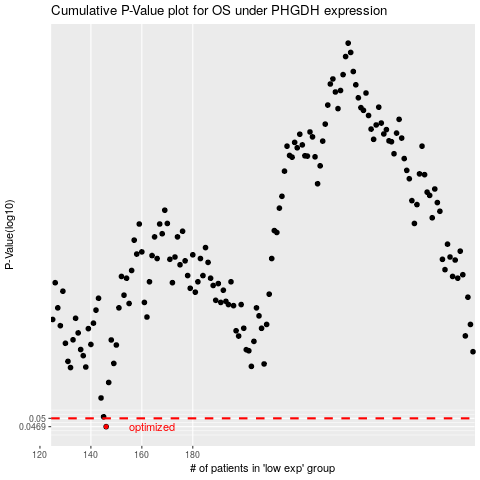 Cumulative P-Value plot for OS under PHGDH expression
P-Value(log10)
0.05
0.0469
optimized
120 140 160 180
# of patients in 'low exp' group